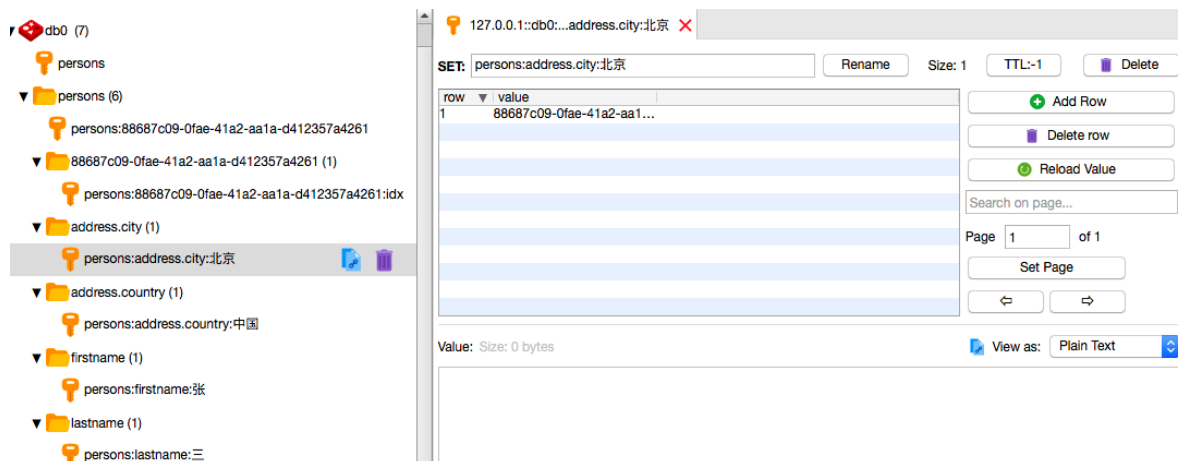 db0 (7)
persons
persons (6)
persons:88687c09-0fae-41a2-aa1a-d412357a4261
88687c09-0fae-41a2-aa1a-d412357a4261 (1)
persons:88687c09-0fae-41a2-aa1a-d412357a4261:idx
address.city (1)
persons:address.city:北京
address.country (1)
persons:address.country:中国
firstname (1)
persons:firstname:张
lastname (1)
persons:lastname:三
127.0.0.1::db0:...address.city:北京
SET: persons:address.city:北京 Rename Size: 1 TTL:-1 Delete
row value
1 88687c09-0fae-41a2-aa1...
Add Row
Delete row
Reload Value
Search on page...
Page 1 of 1
Set Page
Value: Size: 0 bytes View as: Plain Text